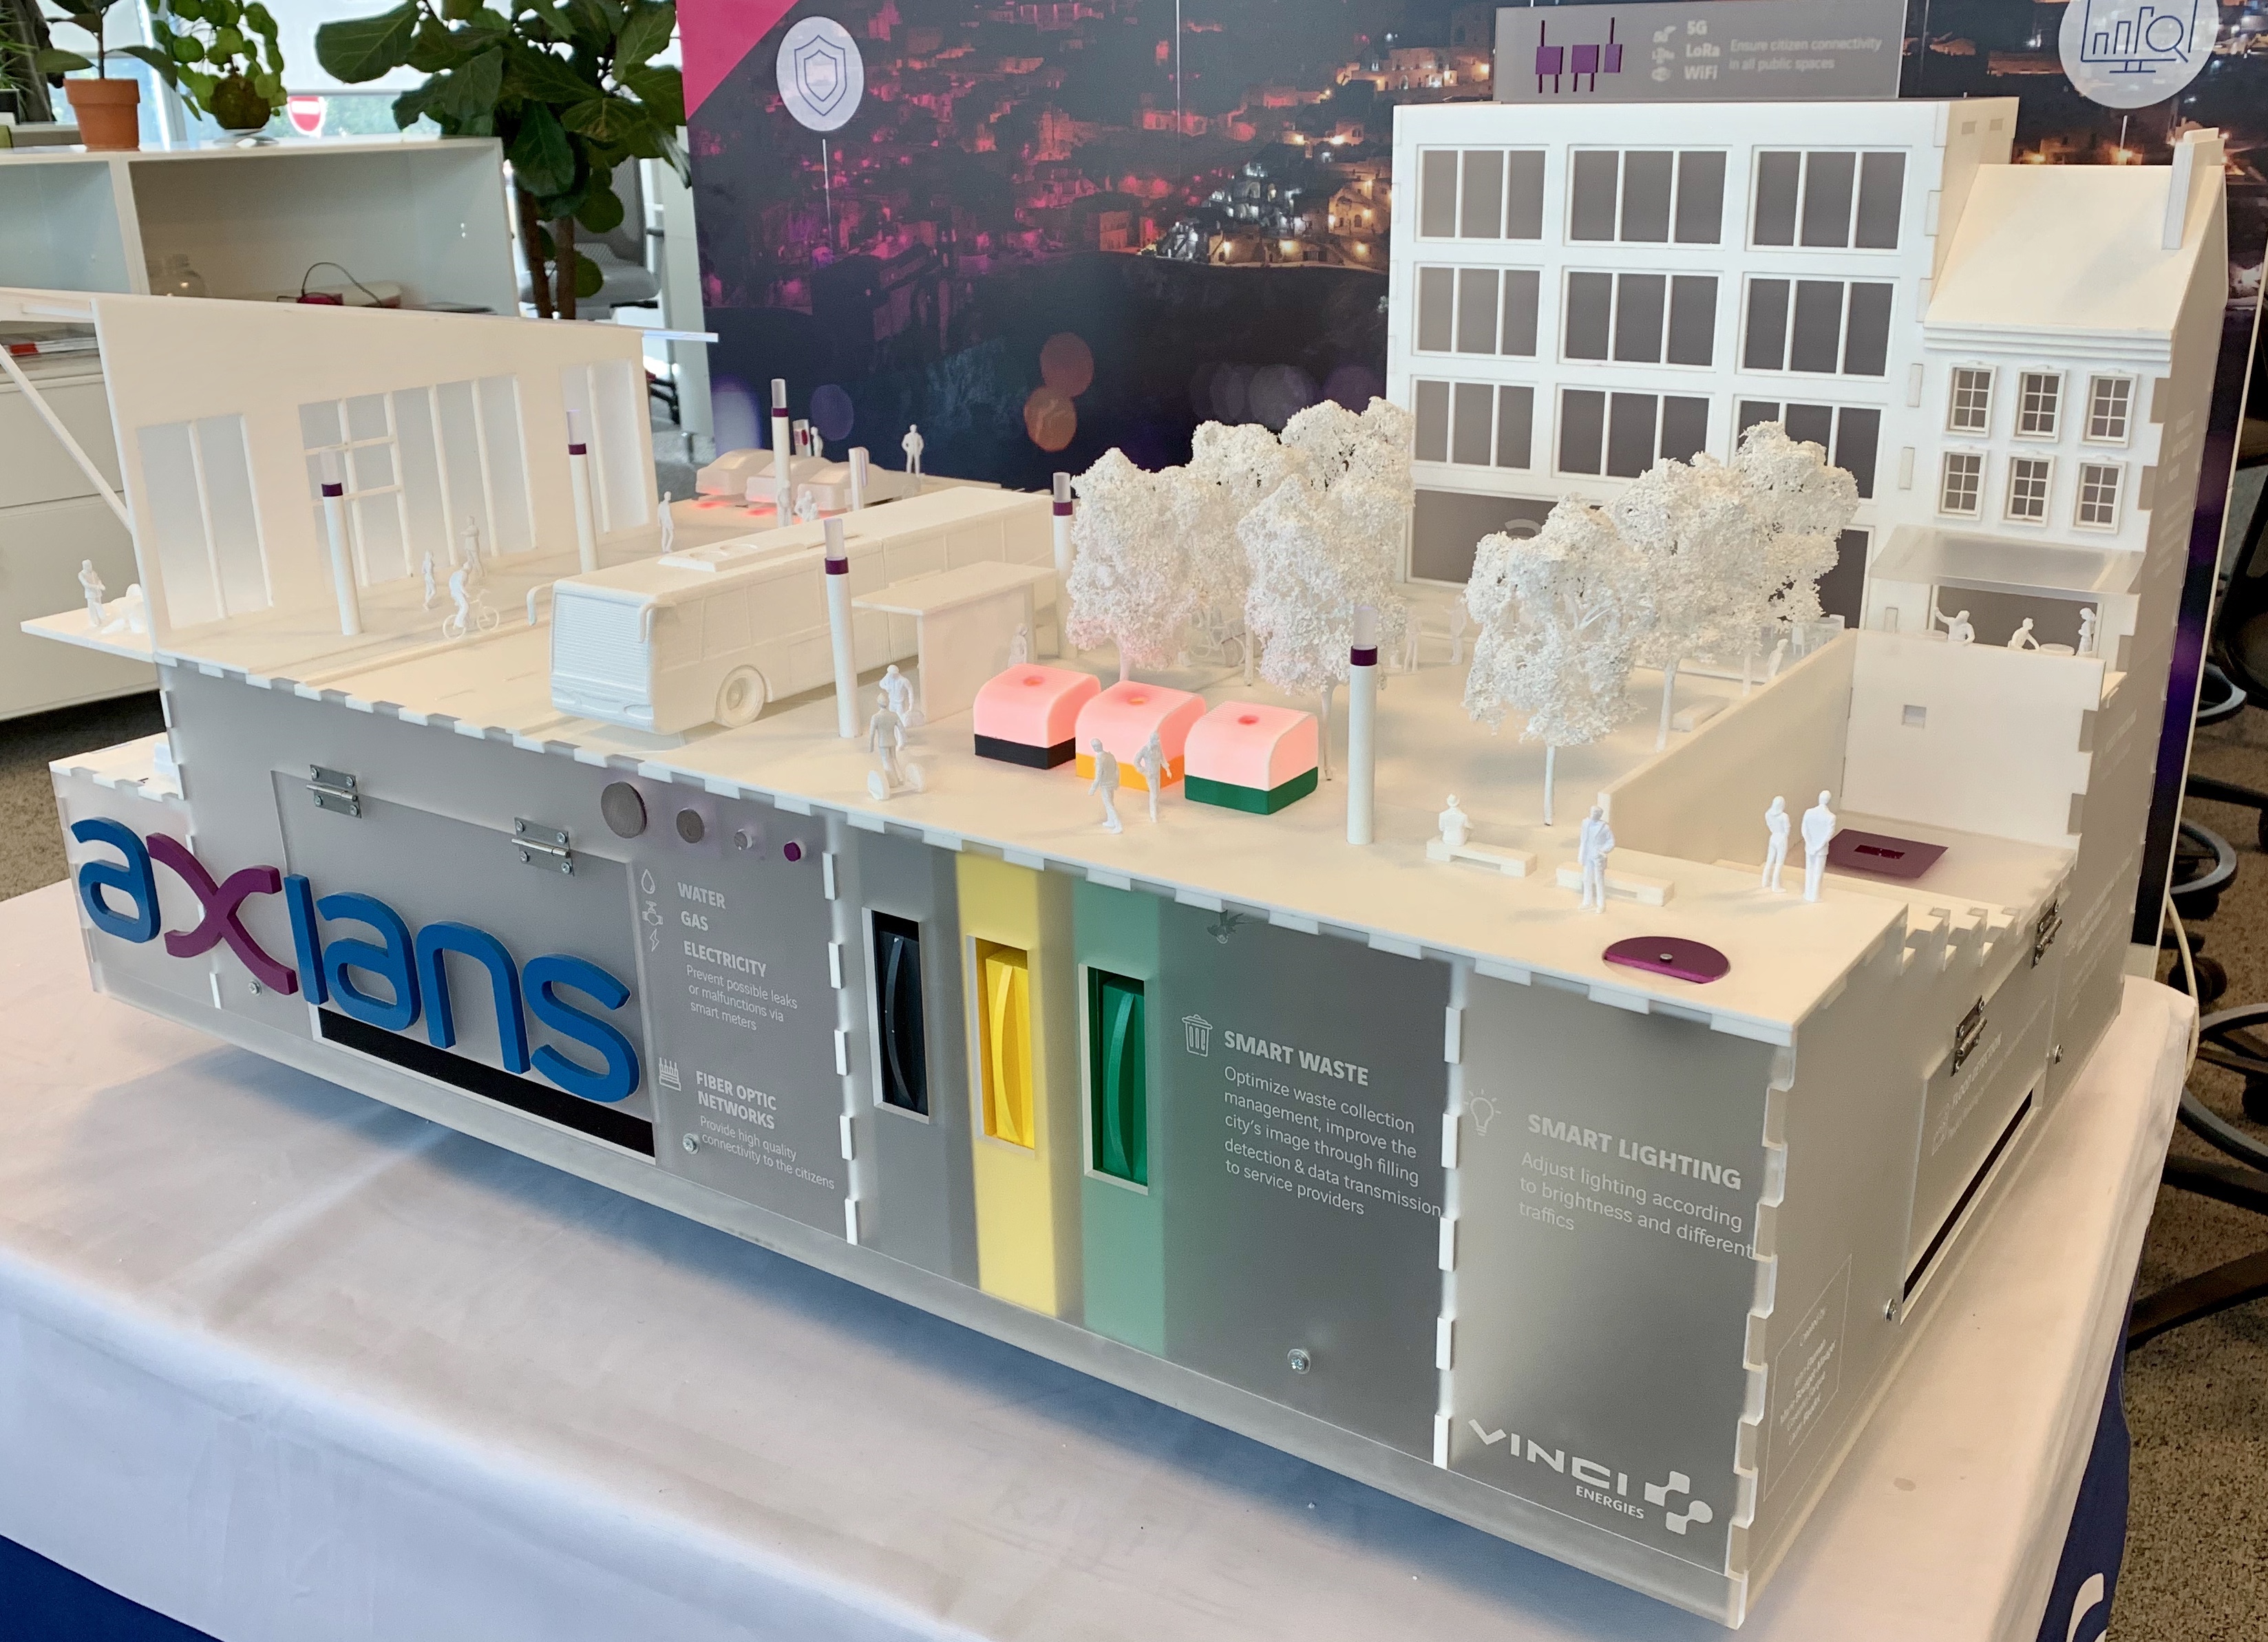 5G
LoRa
WiFi
Ensure citizen connectivity
in all public spaces
axians
WATER
GAS
ELECTRICITY
Prevent possible leaks
or malfunctions via
smart meters
FIBER OPTIC
NETWORKS
Provide high quality
connectivity to the citizens
SMART WASTE
Optimize waste collection
management, improve the
city's image through filling
detection & data transmission
to service providers
SMART LIGHTING
Adjust lighting according
to brightness and different
traffics
VINCI
ENERGIES